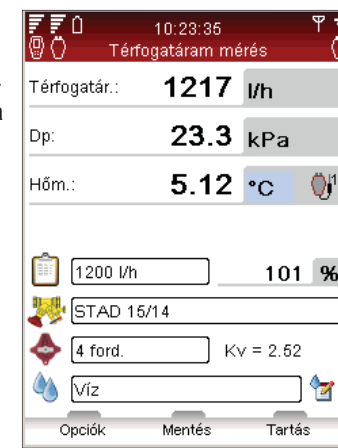 10:23:35
Térfogatáram mérés
Térfogatár.: 1217 l/h
Dp: 23.3 kPa
Hőm.: 5.12 °C
1200 l/h 101 %
STAD 15/14
4 ford. Kv = 2.52
Víz
Opciók Mentés Tartás